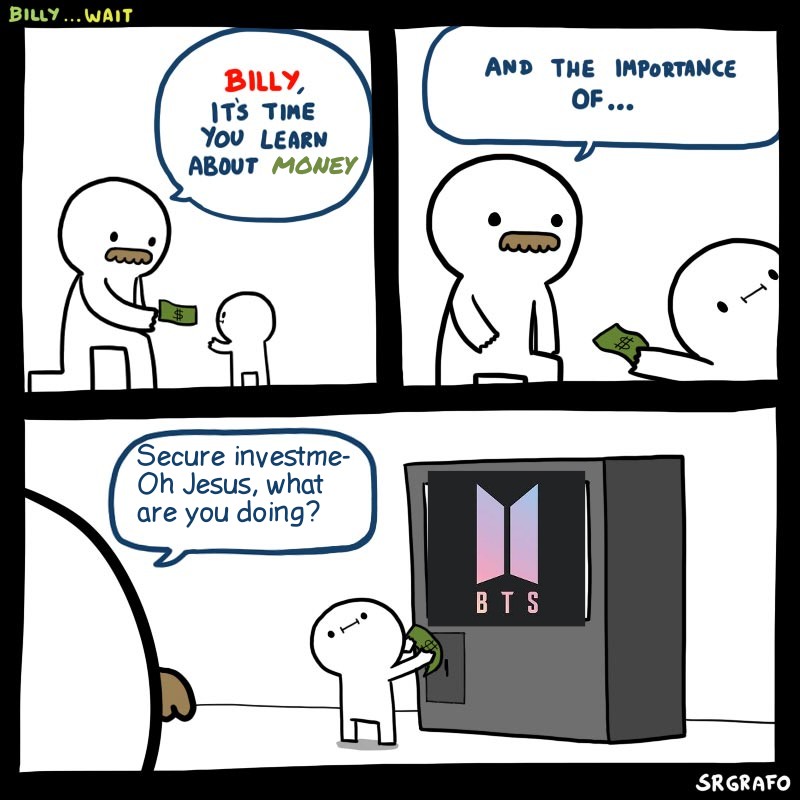 BILLY...WAIT
BILLY,
IT'S TIME
YOU LEARN
ABOUT MONEY
AND THE IMPORTANCE
OF...
$
$
Secure investme-
Oh Jesus, what
are you doing?
BTS
$
SRGRAFO